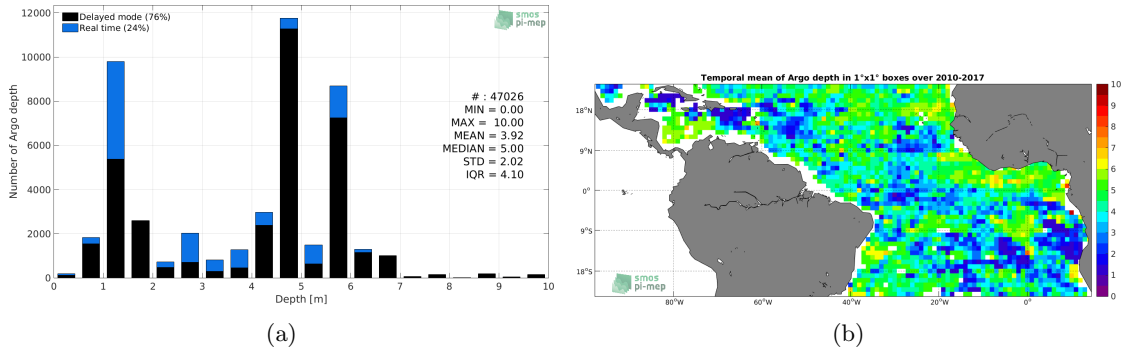 Delayed mode (76%)
Real time (24%)
smos
pi-mep
12000
10000
8000
6000
4000
2000
0
Number of Argo depth
# : 47026
MIN = 0.00
MAX = 10.00
MEAN = 3.92
MEDIAN = 5.00
STD = 2.02
IQR = 4.10
0 1 2 3 4 5 6 7 8 9 10
Depth [m]
(a)
Temporal mean of Argo depth in 1°x1° boxes over 2010-2017
18°N
9°N
0°
9°S
18°S
80°W 60°W 40°W 20°W 0°
smos
pi-mep
10
9
8
7
6
5
4
3
2
1
0
(b)